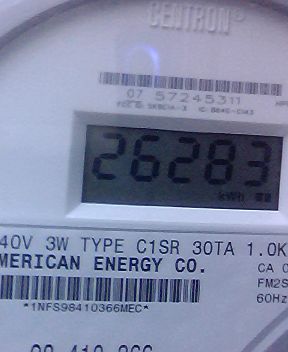 CENTRON
07 57245311
26283
kWh
40V 3W TYPE C1SR 30TA 1.0K
MERICAN ENERGY CO.
CA 0
FM2S
60Hz
*1NFS98410366MEC*